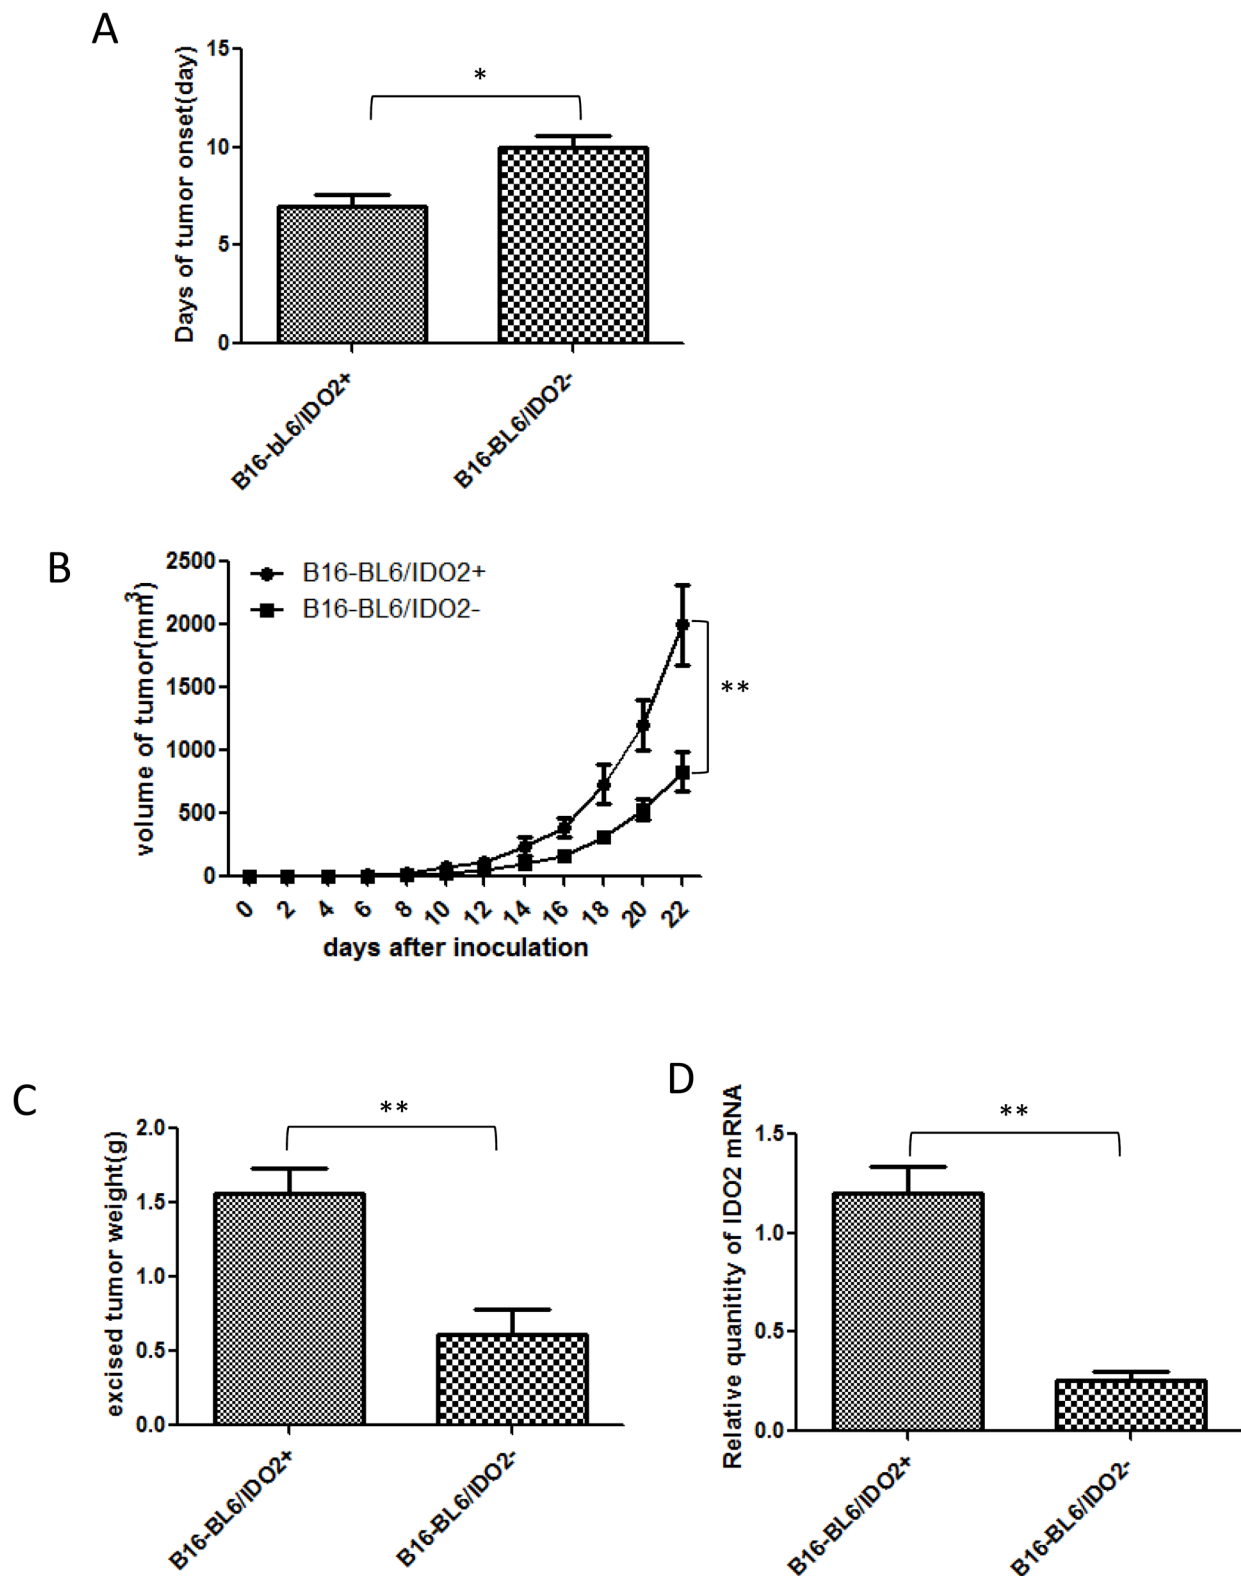 A
Days of tumor onset(day)
15
10
5
0
*
B16-bL6/IDO2+
B16-BL6/IDO2-
B
volume of tumor(mm³)
2500
2000
1500
1000
500
0
B16-BL6/IDO2+
B16-BL6/IDO2-
**
0 2 4 6 8 10 12 14 16 18 20 22
days after inoculation
C
excised tumor weight(g)
2.0
1.5
1.0
0.5
0.0
**
B16-BL6/IDO2+
B16-BL6/IDO2-
D
Relative quanitity of IDO2 mRNA
1.5
1.0
0.5
0.0
**
B16-BL6/IDO2+
B16-BL6/IDO2-